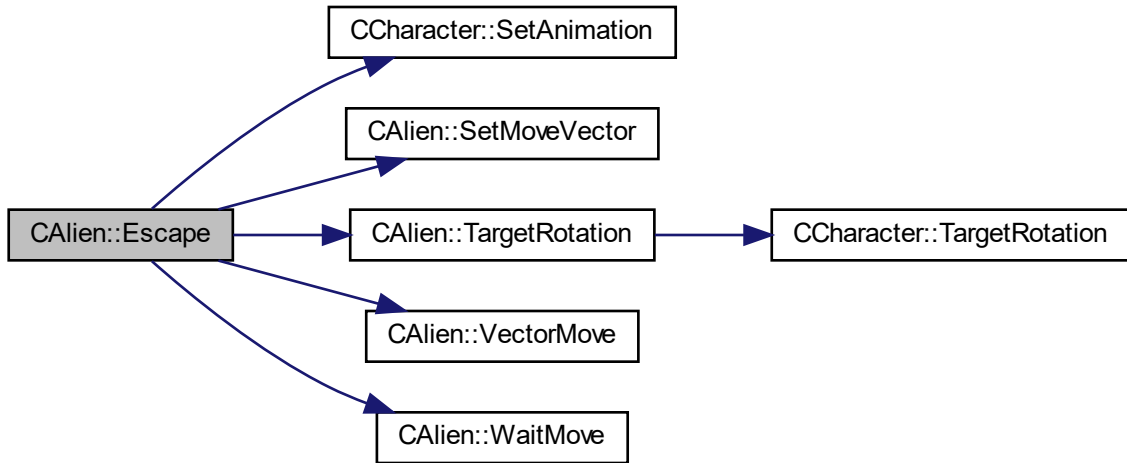 CCharacter::SetAnimation
CAlien::SetMoveVector
CAlien::Escape
CAlien::TargetRotation
CCharacter::TargetRotation
CAlien::VectorMove
CAlien::WaitMove